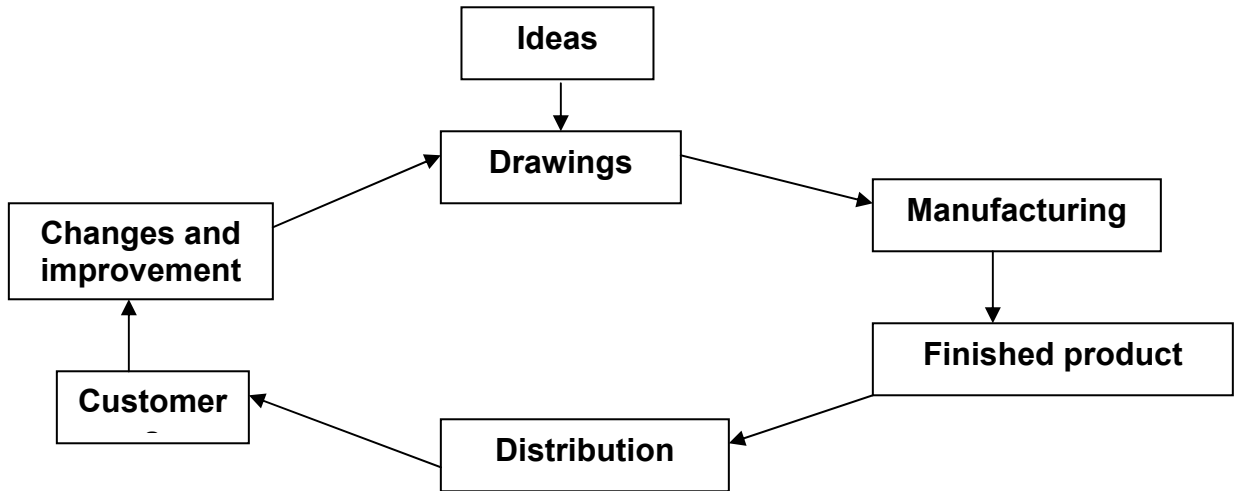 Ideas
Drawings
Manufacturing
Changes and
improvement
Finished product
Customer
Distribution